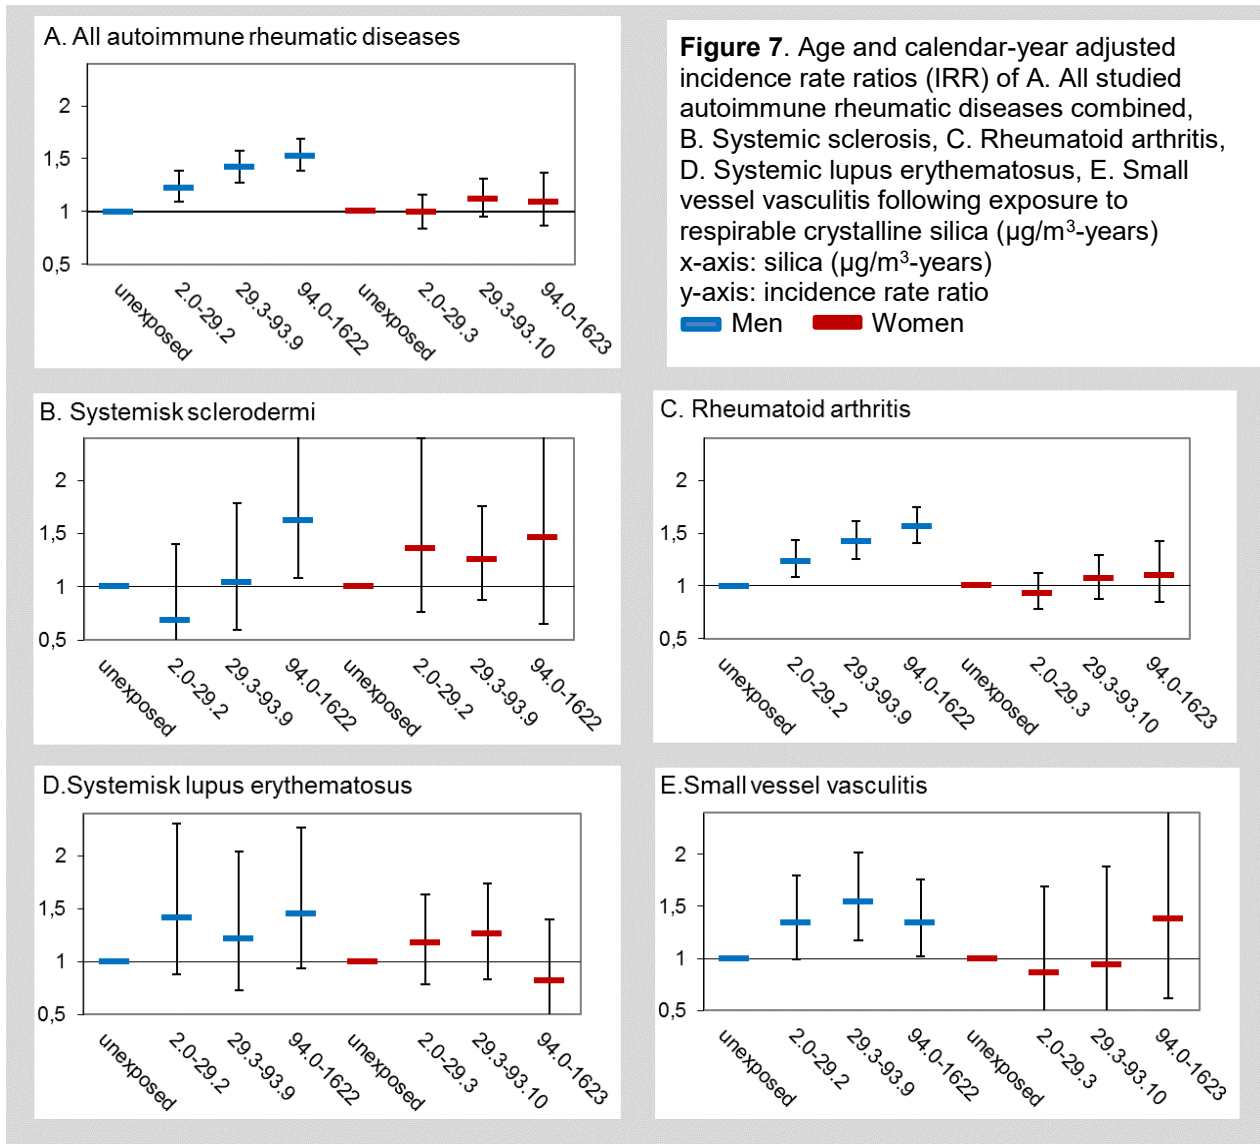 A. All autoimmune rheumatic diseases
2
1,5
1
0,5
unexposed
2.0-29.2
29.3-93.9
94.0-1622
unexposed
2.0-29.3
29.3-93.10
94.0-1623
Figure 7. Age and calendar-year adjusted
incidence rate ratios (IRR) of A. All studied
autoimmune rheumatic diseases combined,
B. Systemic sclerosis, C. Rheumatoid arthritis,
D. Systemic lupus erythematosus, E. Small
vessel vasculitis following exposure to
respirable crystalline silica (µg/m³-years)
x-axis: silica (µg/m³-years)
y-axis: incidence rate ratio
Men Women
B. Systemisk sclerodermi
2
1,5
1
0,5
unexposed
2.0-29.2
29.3-93.9
94.0-1622
unexposed
2.0-29.2
29.3-93.9
94.0-1622
C. Rheumatoid arthritis
2
1,5
1
0,5
unexposed
2.0-29.2
29.3-93.9
94.0-1622
unexposed
2.0-29.3
29.3-93.10
94.0-1623
D.Systemisk lupus erythematosus
2
1,5
1
0,5
unexposed
2.0-29.2
29.3-93.9
94.0-1622
unexposed
2.0-29.3
29.3-93.10
94.0-1623
E.Small vessel vasculitis
2
1,5
1
0,5
unexposed
2.0-29.2
29.3-93.9
94.0-1622
unexposed
2.0-29.3
29.3-93.10
94.0-1623